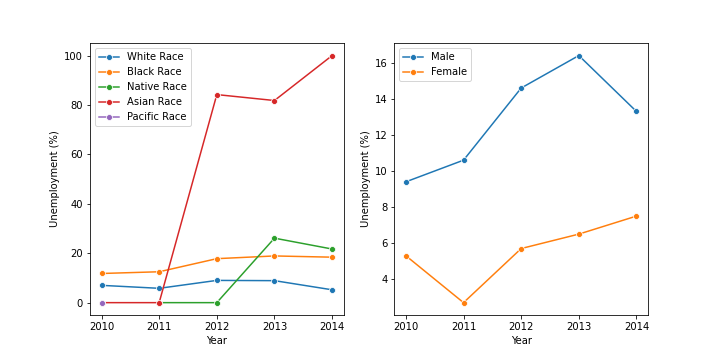 White Race
Black Race
Native Race
Asian Race
Pacific Race
100
80
60
40
20
0
Unemployment (%)
2010 2011 2012 2013 2014
Year
Male
Female
16
14
12
10
8
6
4
Unemployment (%)
2010 2011 2012 2013 2014
Year